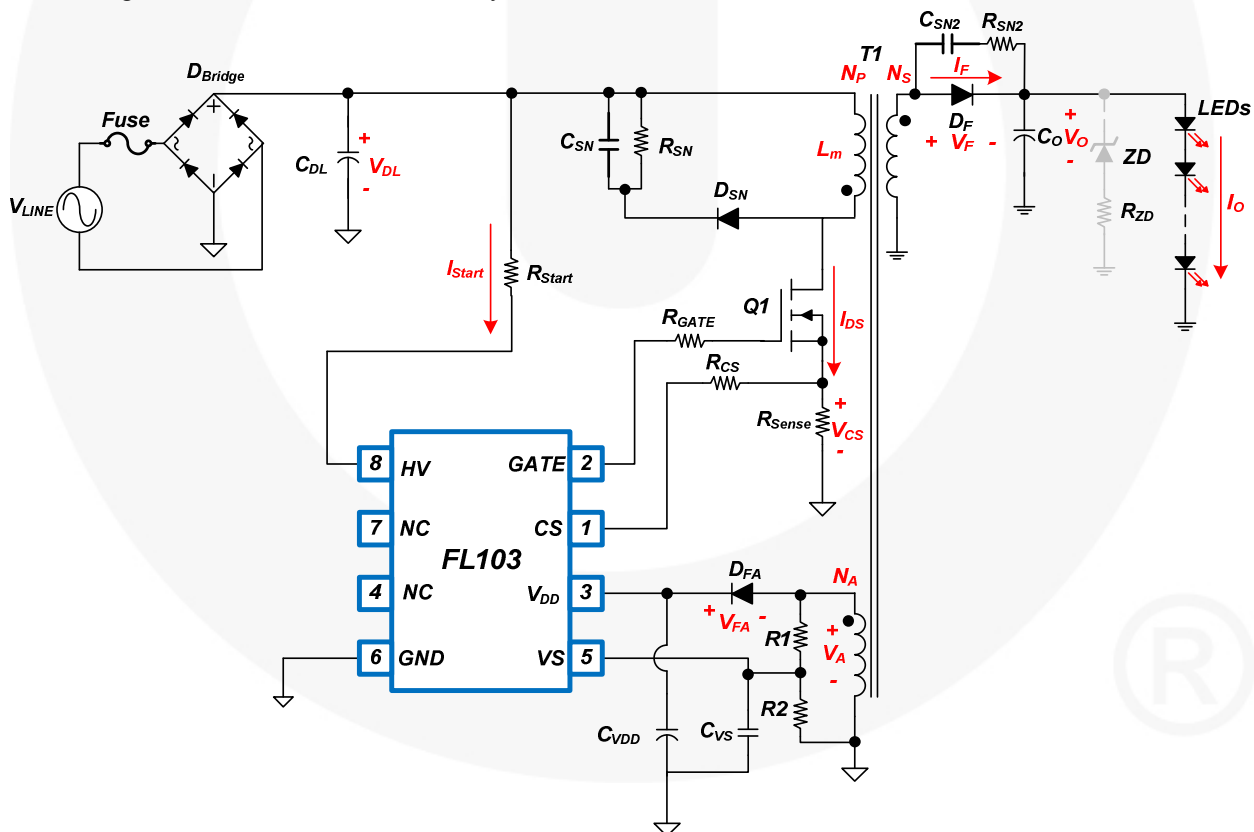 C_SN2 R_SN2
T1
D_Bridge
N_P N_S I_F
Fuse
LEDs
+
-
V_LINE
C_DL + V_DL -
C_SN R_SN
L_m
D_F
+ V_F -
C_O + V_O -
ZD
R_ZD
I_O
D_SN
I_Start R_Start
Q1 I_DS
R_GATE
R_CS
R_Sense + V_CS -
8 HV
GATE 2
7 NC
CS 1
FL103
4 NC
V_DD 3
6 GND
VS 5
D_FA
+ V_FA -
N_A
R1
+ V_A -
R2
C_VDD C_VS
®